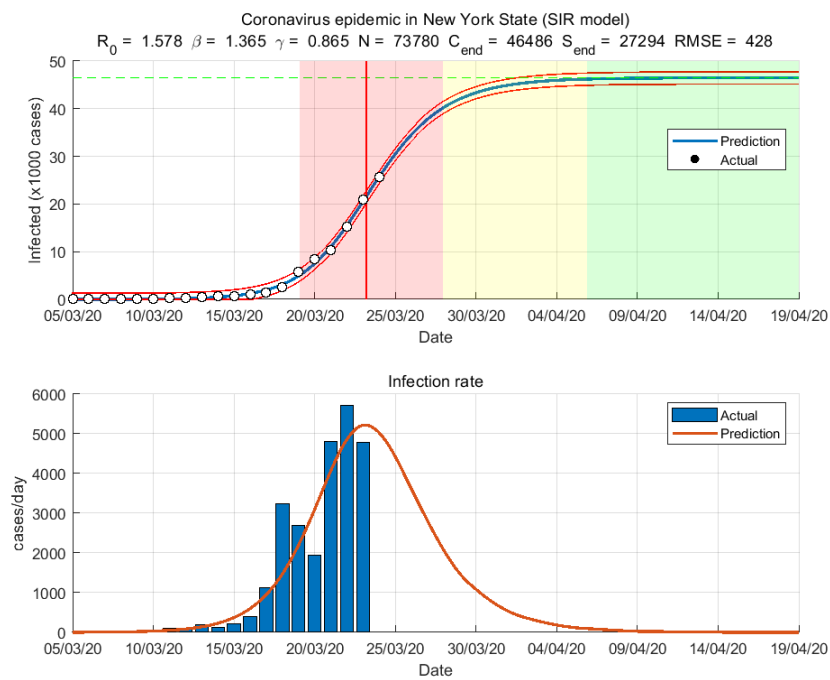 Coronavirus epidemic in New York State (SIR model)
R0 = 1.578 β = 1.365 γ = 0.865 N = 73780 Cend = 46486 Send = 27294 RMSE = 428
Infected (x1000 cases)
50
40
30
20
10
0
Prediction
Actual
05/03/20 10/03/20 15/03/20 20/03/20 25/03/20 30/03/20 04/04/20 09/04/20 14/04/20 19/04/20
Date
Infection rate
cases/day
6000
5000
4000
3000
2000
1000
0
Actual
Prediction
05/03/20 10/03/20 15/03/20 20/03/20 25/03/20 30/03/20 04/04/20 09/04/20 14/04/20 19/04/20
Date